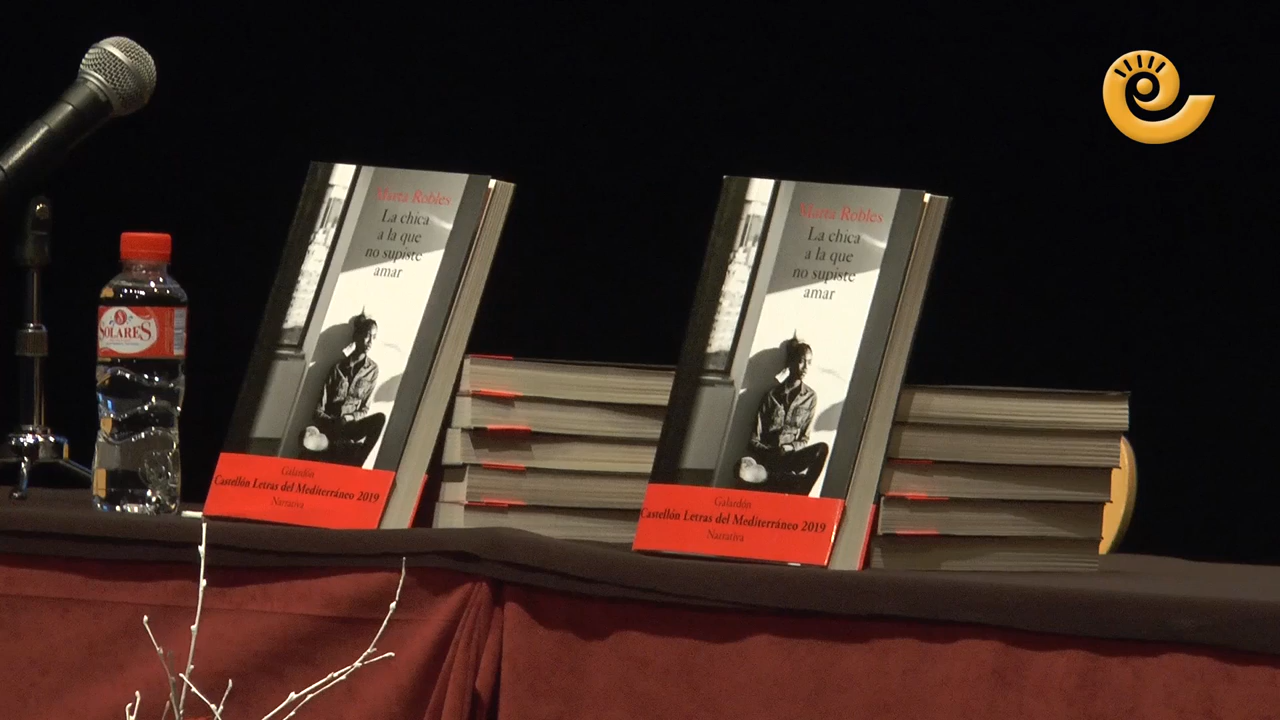 SOLARES
Marta Robles
La chica
a la que
no supiste
amar
Galardón
Castellón Letras del Mediterráneo 2019
Narrativa
Marta Robles
La chica
a la que
no supiste
amar
Galardón
Castellón Letras del Mediterráneo 2019
Narrativa